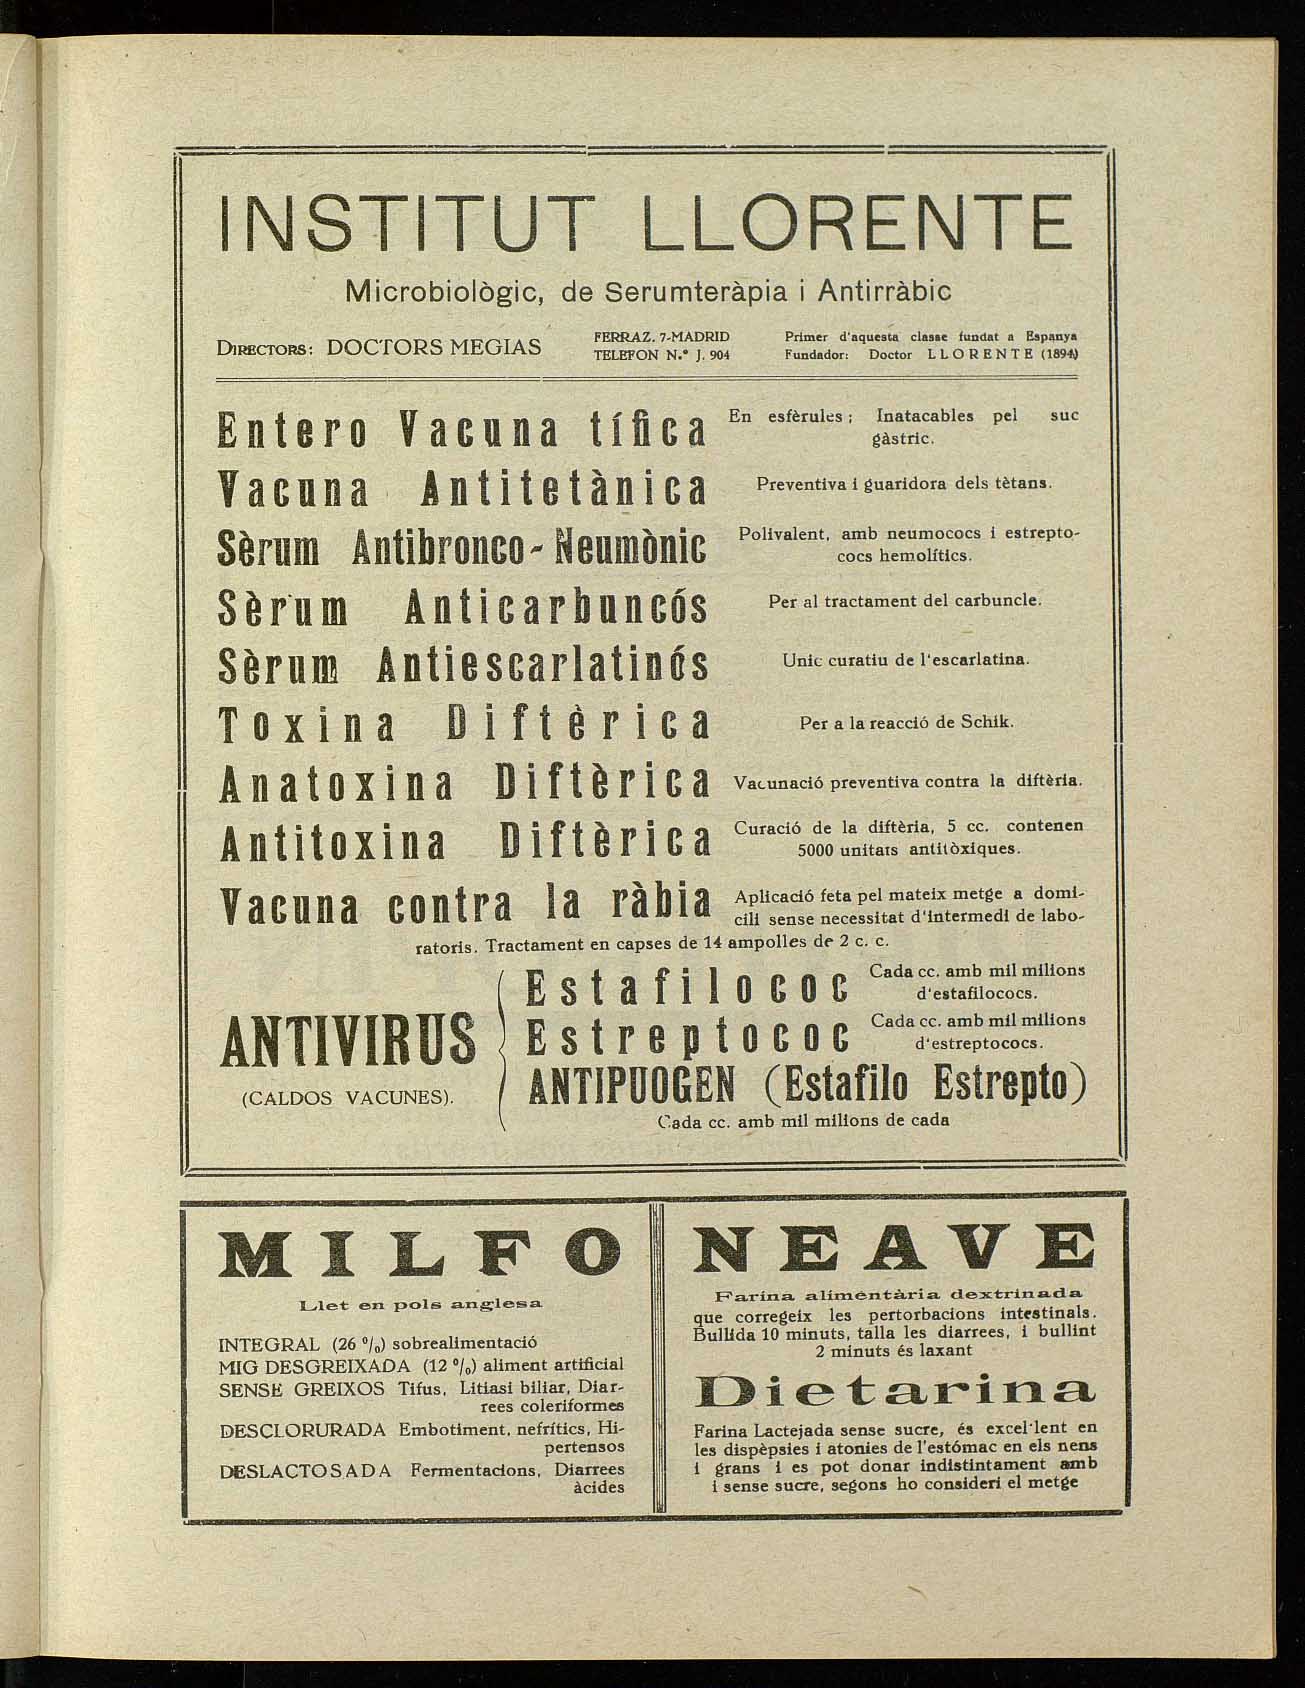 INSTITUT LLORENTE
Microbiològic, de Serumteràpia i Antirràbic
DIRECTORS: DOCTORS MEGIAS
FERRAZ, 7-MADRID
TELEFON N.º J. 904
Primer d'aquesta classe fundat a Espanya
Fundador: Doctor LLORENTE (1894)
Entero Vacuna tífica
En esfèrules; Inatacables pel suc
gàstric.
Vacuna Antitetànica
Preventiva i guaridora dels tètans.
Sèrum Antibronco-Neumònic
Polivalent, amb neumococs i estrepto-
cocs hemolítics.
Sèrum Anticarbuncós
Per al tractament del carbuncle.
Sèrum Antiescarlatinós
Unic curatiu de l'escarlatina.
Toxina Diftèrica
Per a la reacció de Schik.
Anatoxina Diftèrica
Vacunació preventiva contra la diftèria.
Antitoxina Diftèrica
Curació de la diftèria, 5 cc. contenen
5000 unitats antitòxiques.
Vacuna contra la ràbia
Aplicació feta pel mateix metge a domi-
cili sense necessitat d'intermedi de labo-
ratoris. Tractament en capses de 14 ampolles de 2 c. c.
ANTIVIRUS
(CALDOS VACUNES).
Estafilococ
Cada cc. amb mil milions
d'estafilococs.
Estreptococ
Cada cc. amb mil milions
d'estreptococs.
ANTIPUOGEN (Estafilo Estrepto)
Cada cc. amb mil milions de cada
MILFO
Llet en pols anglesa
INTEGRAL (26 %) sobrealimentació
MIG DESGREIXADA (12 %) aliment artificial
SENSE GREIXOS Tifus, Litiasi biliar, Diar-
rees coleriformes
DESCLORURADA Embotiment, nefrítics, Hi-
pertensos
DESLACTOSADA Fermentacions, Diarrees
àcides
NEAVE
Farina alimentària dextrinada
que corregeix les pertorbacions intestinals.
Bullida 10 minuts, talla les diarrees, i bullint
2 minuts és laxant
Dietarina
Farina Lactejada sense sucre, és excel·lent en
les dispèpsies i atonies de l'estómac en els nens
i grans i es pot donar indistintament amb
i sense sucre, segons ho consideri el metge